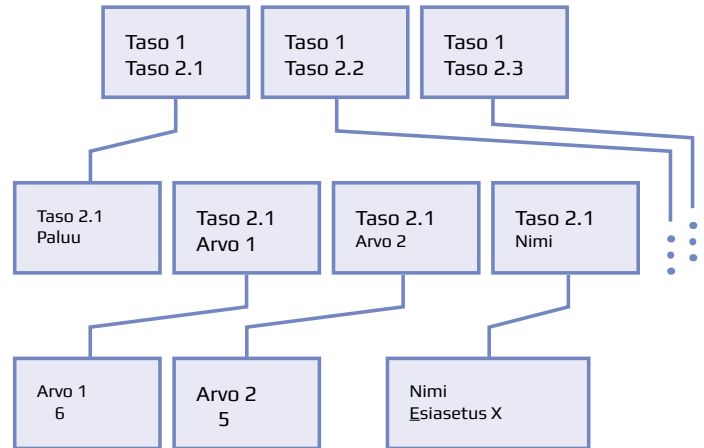 Taso 1
Taso 2.1
Taso 1
Taso 2.2
Taso 1
Taso 2.3
Taso 2.1
Paluu
Taso 2.1
Arvo 1
Taso 2.1
Arvo 2
Taso 2.1
Nimi
Arvo 1
6
Arvo 2
5
Nimi
Esiasetus X